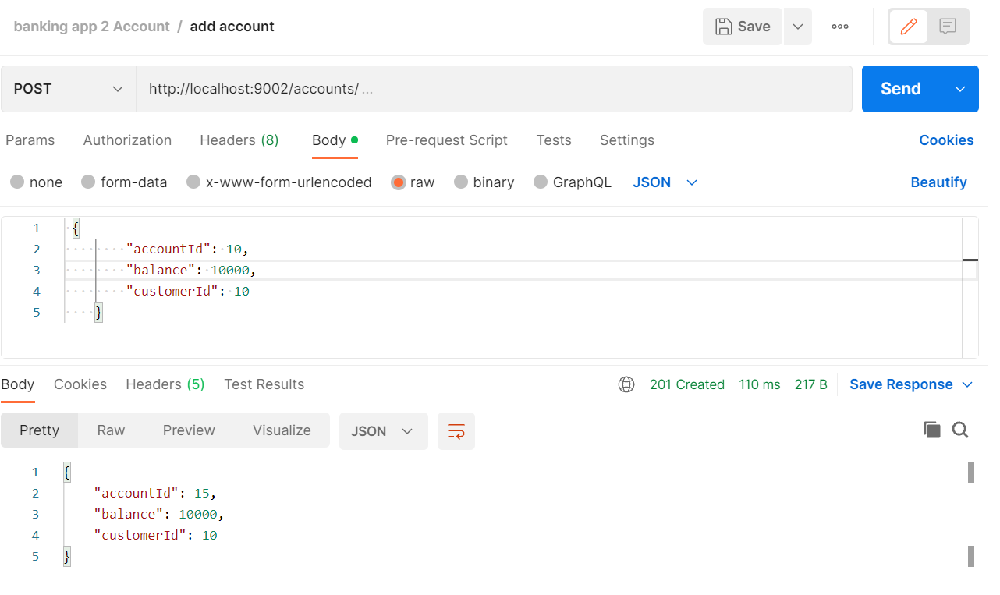 banking app 2 Account / add account Save
POST http://localhost:9002/accounts/ ... Send
Params Authorization Headers (8) Body Pre-request Script Tests Settings Cookies
none form-data x-www-form-urlencoded raw binary GraphQL JSON Beautify
1 {
2 "accountId": 10,
3 "balance": 10000,
4 "customerId": 10
5 }
Body Cookies Headers (5) Test Results 201 Created 110 ms 217 B Save Response
Pretty Raw Preview Visualize JSON
1 {
2 "accountId": 15,
3 "balance": 10000,
4 "customerId": 10
5 }